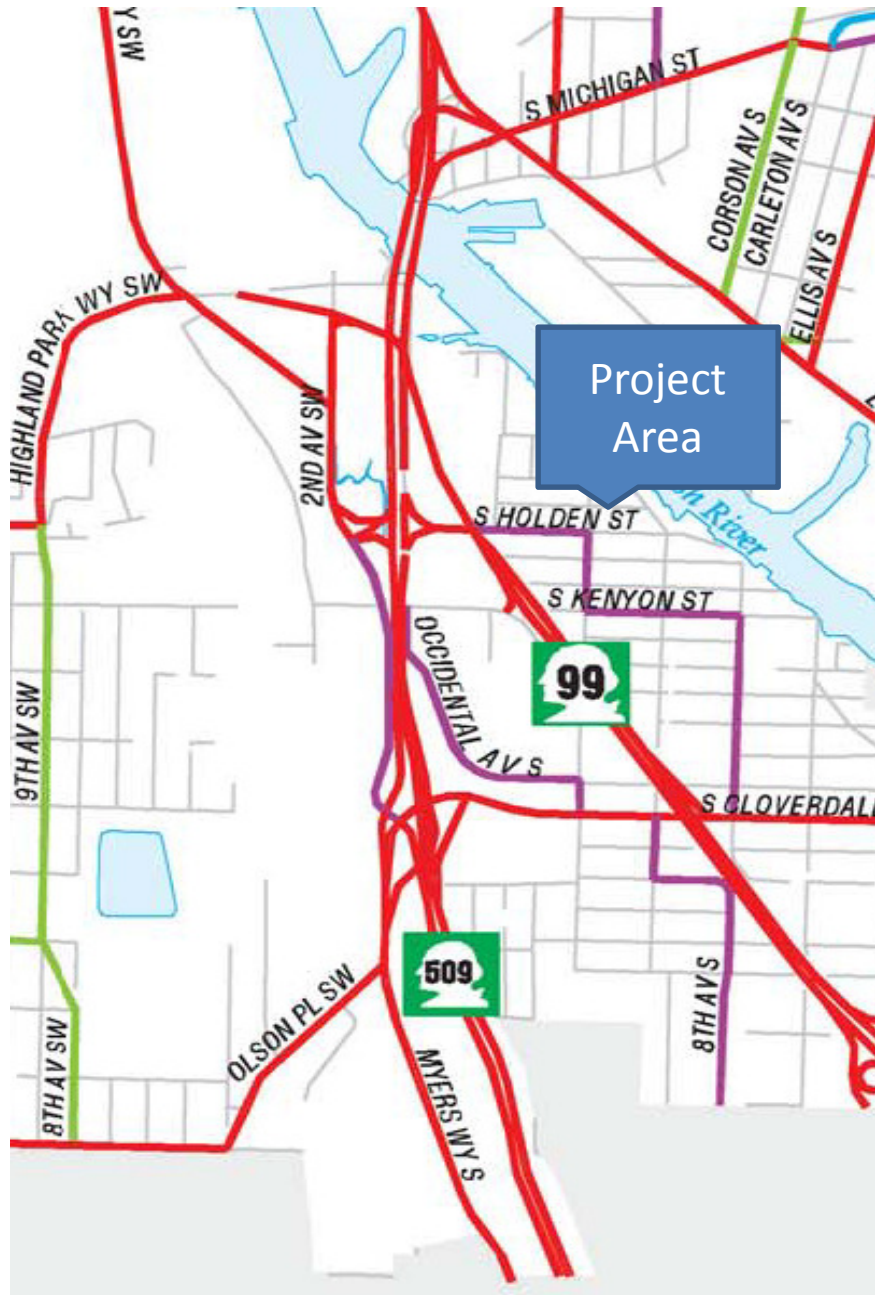 Y SW
S MICHIGAN ST
CORSON AV S
CARLETON AV S
ELLIS AV S
HIGHLAND PARK WY SW
2ND AV SW
Project
Area
S HOLDEN ST
River
S KENYON ST
OCCIDENTAL AV S
99
9TH AV SW
S CLOVERDAL
509
OLSON PL SW
8TH AV S
8TH AV SW
MYERS WY S